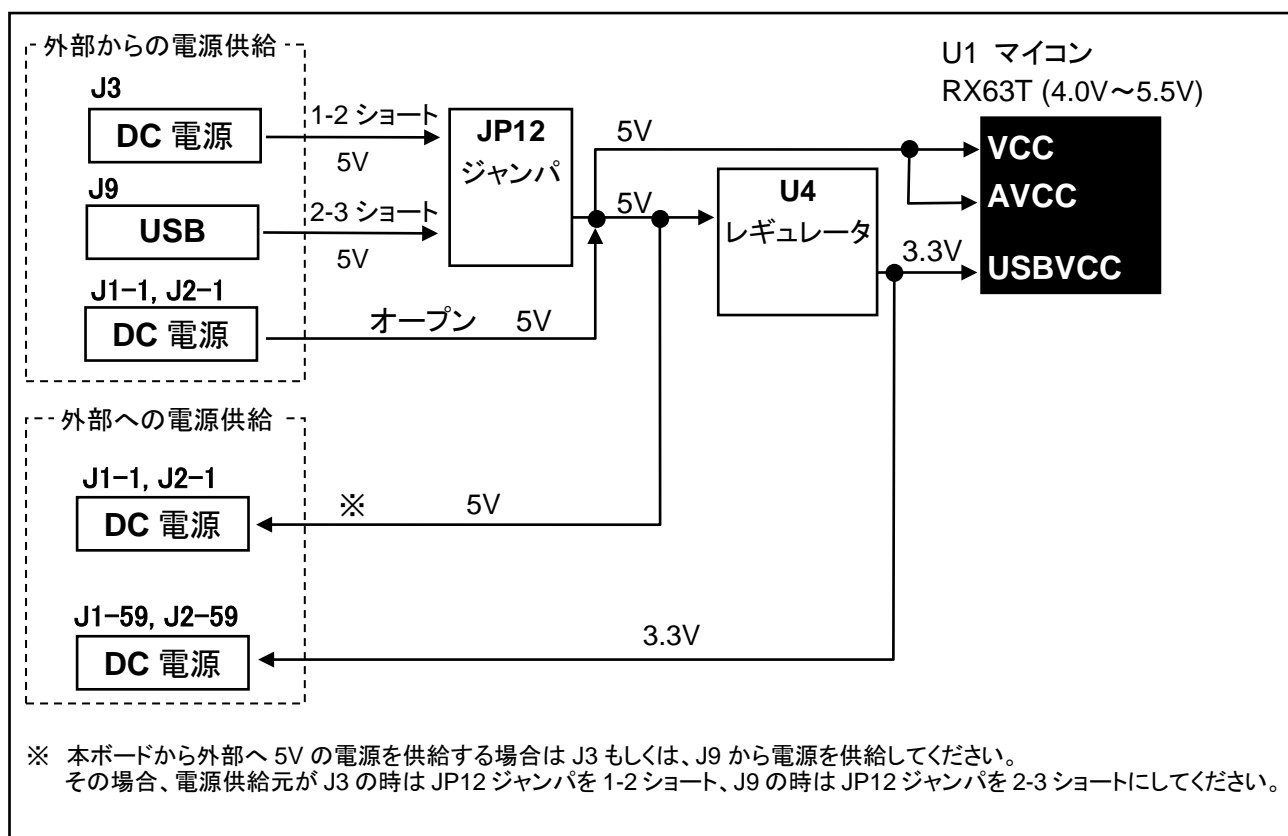 外部からの電源供給
J3
DC 電源
1-2 ショート
5V
J9
USB
2-3 ショート
5V
J1-1, J2-1
DC 電源
オープン 5V
JP12
ジャンパ
5V
5V
U4
レギュレータ
3.3V
U1 マイコン
RX63T (4.0V~5.5V)
VCC
AVCC
USBVCC
外部への電源供給
J1-1, J2-1
DC 電源
※ 5V
J1-59, J2-59
DC 電源
3.3V
※ 本ボードから外部へ 5V の電源を供給する場合は J3 もしくは、J9 から電源を供給してください。
その場合、電源供給元が J3 の時は JP12 ジャンパを 1-2 ショート、J9 の時は JP12 ジャンパを 2-3 ショートにしてください。